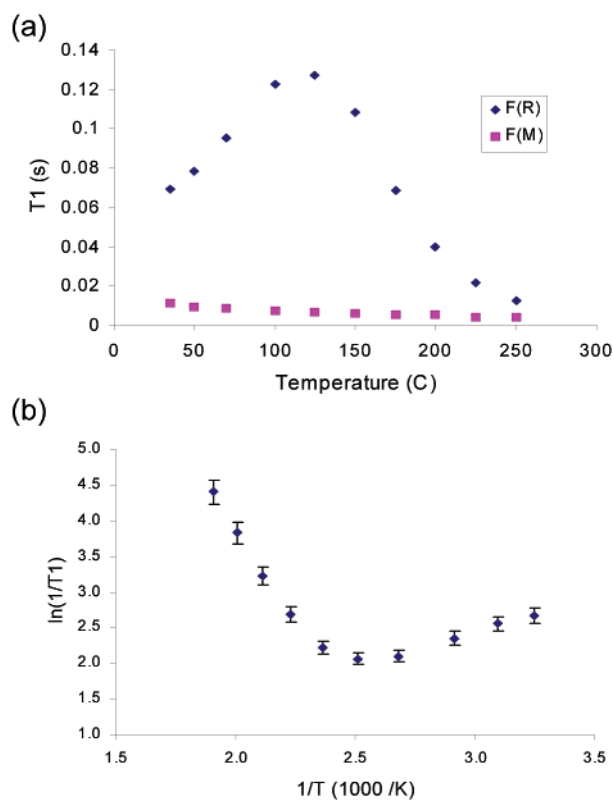 (a)
0.14
0.12
0.1
0.08
0.06
0.04
0.02
0
T1 (s)
F(R)
F(M)
0 50 100 150 200 250 300
Temperature (C)
(b)
5.0
4.5
4.0
3.5
3.0
2.5
2.0
1.5
1.0
ln(1/T1)
1.5 2.0 2.5 3.0 3.5
1/T (1000 /K)